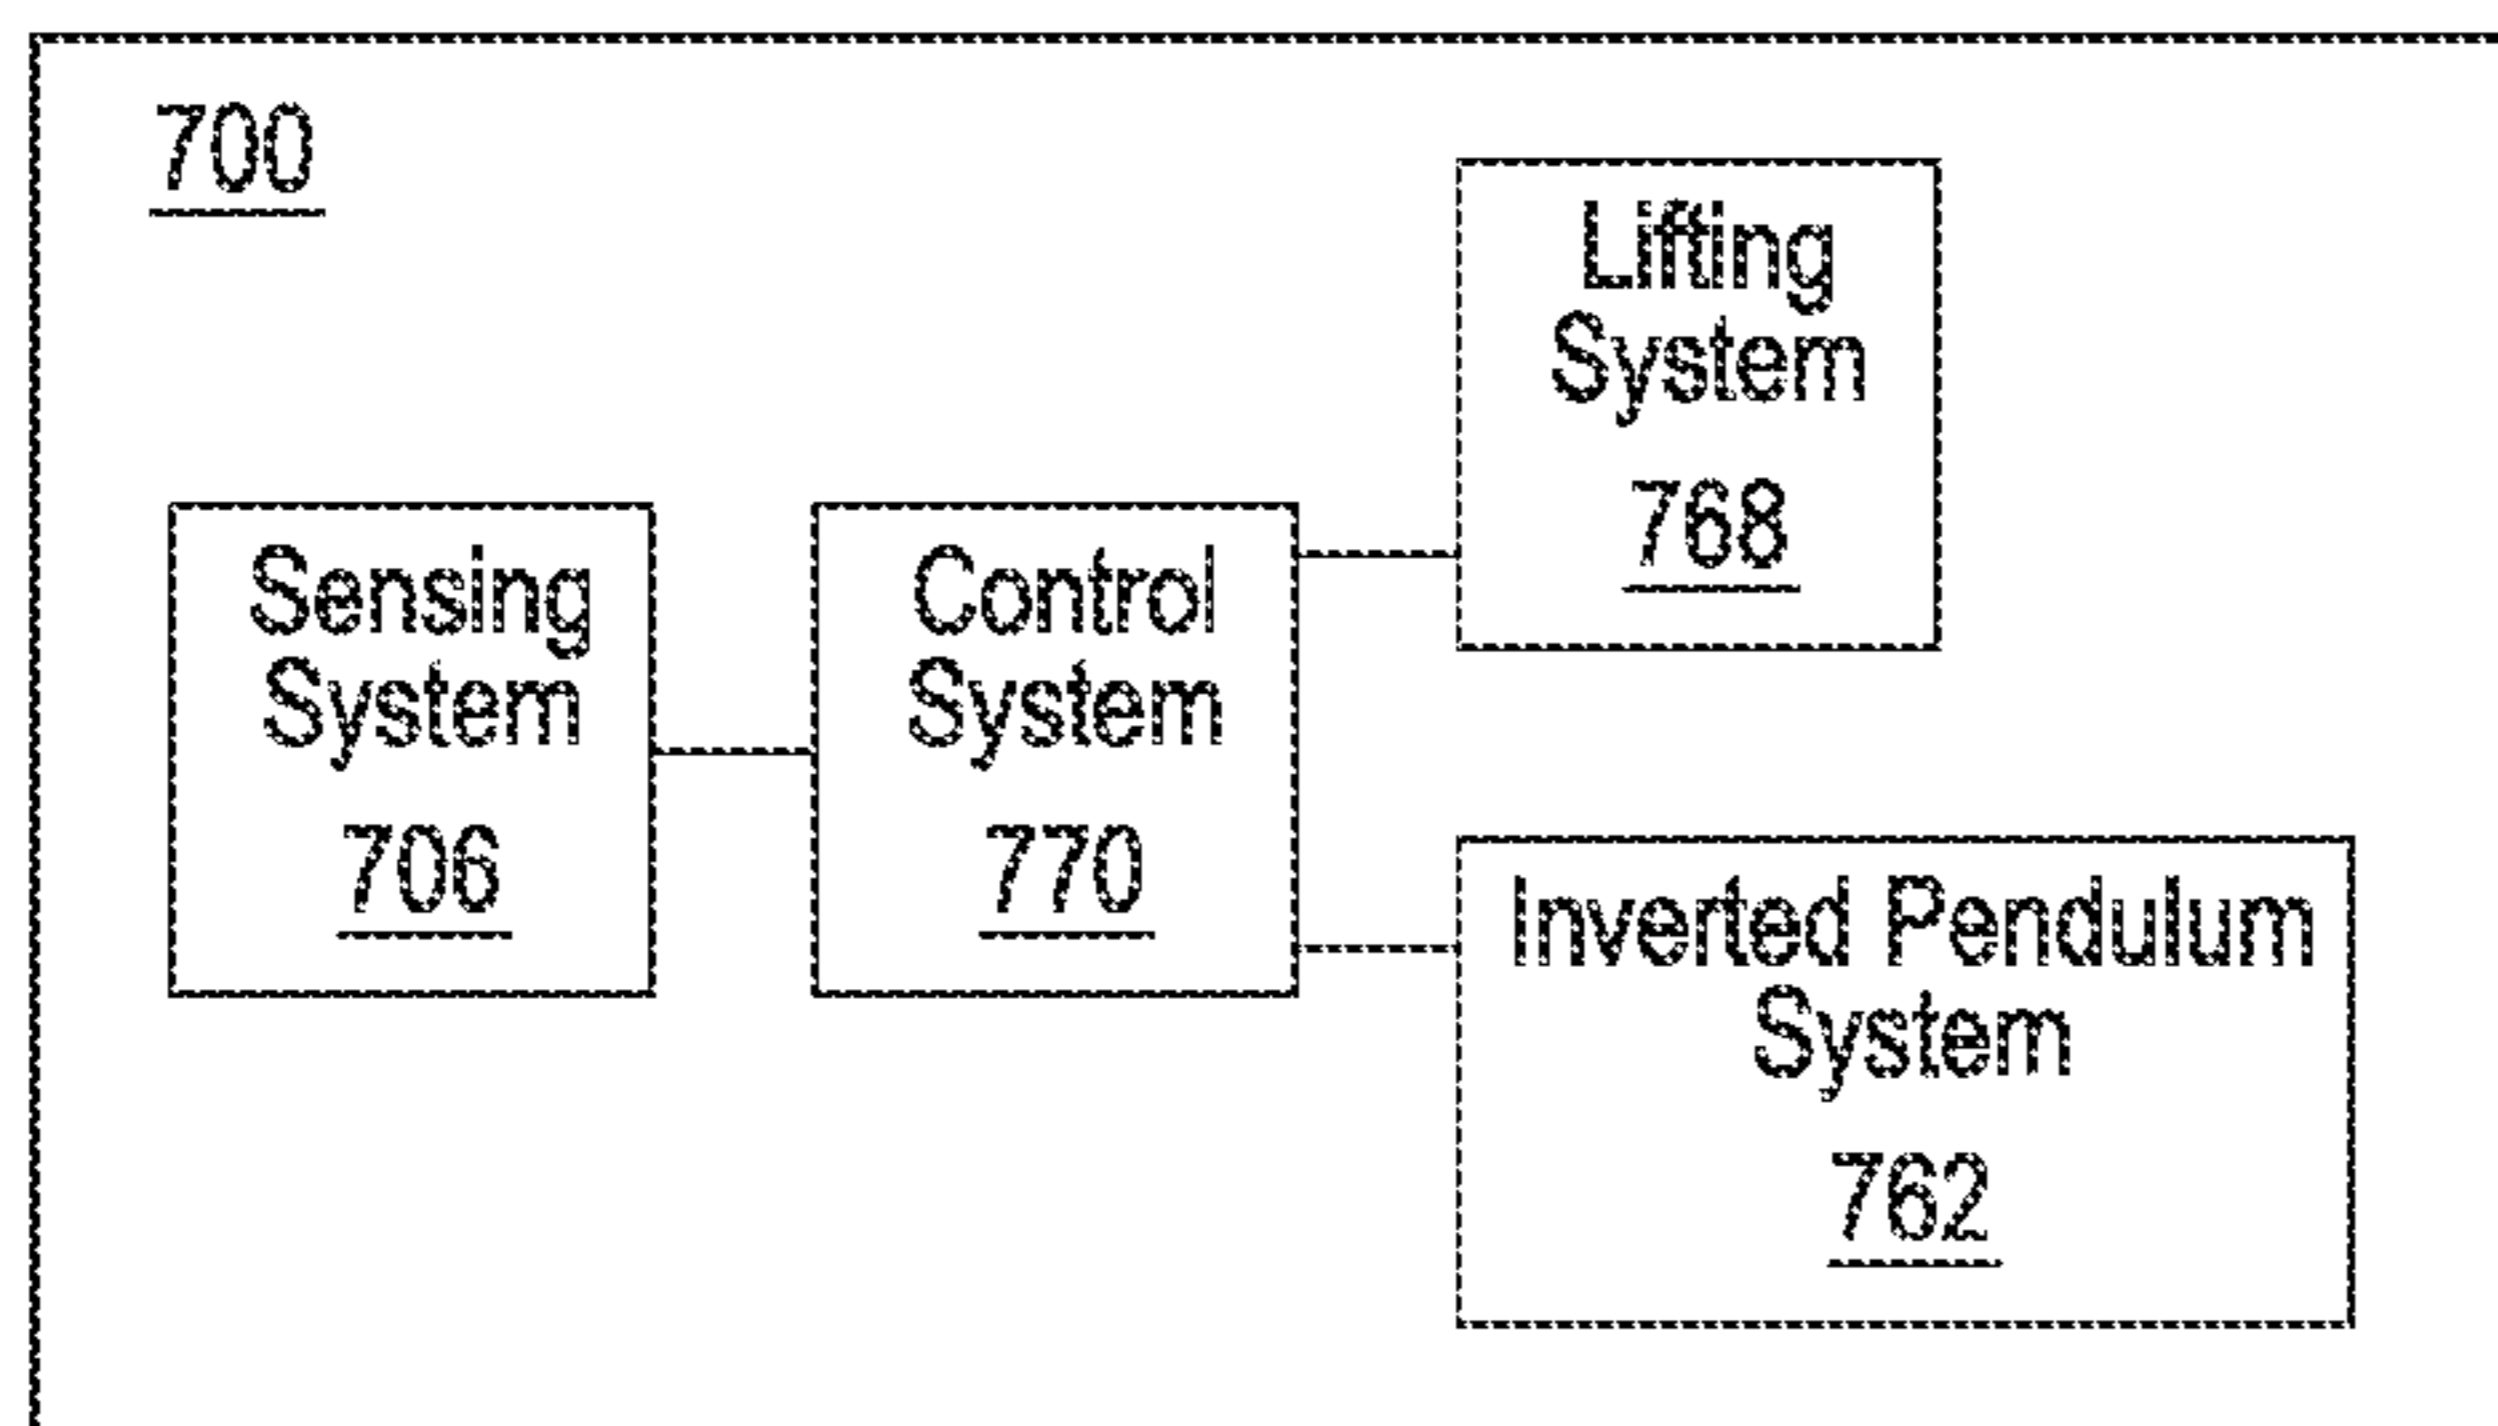 700
Lifting
System
768
Sensing
System
706
Control
System
770
Inverted Pendulum
System
762